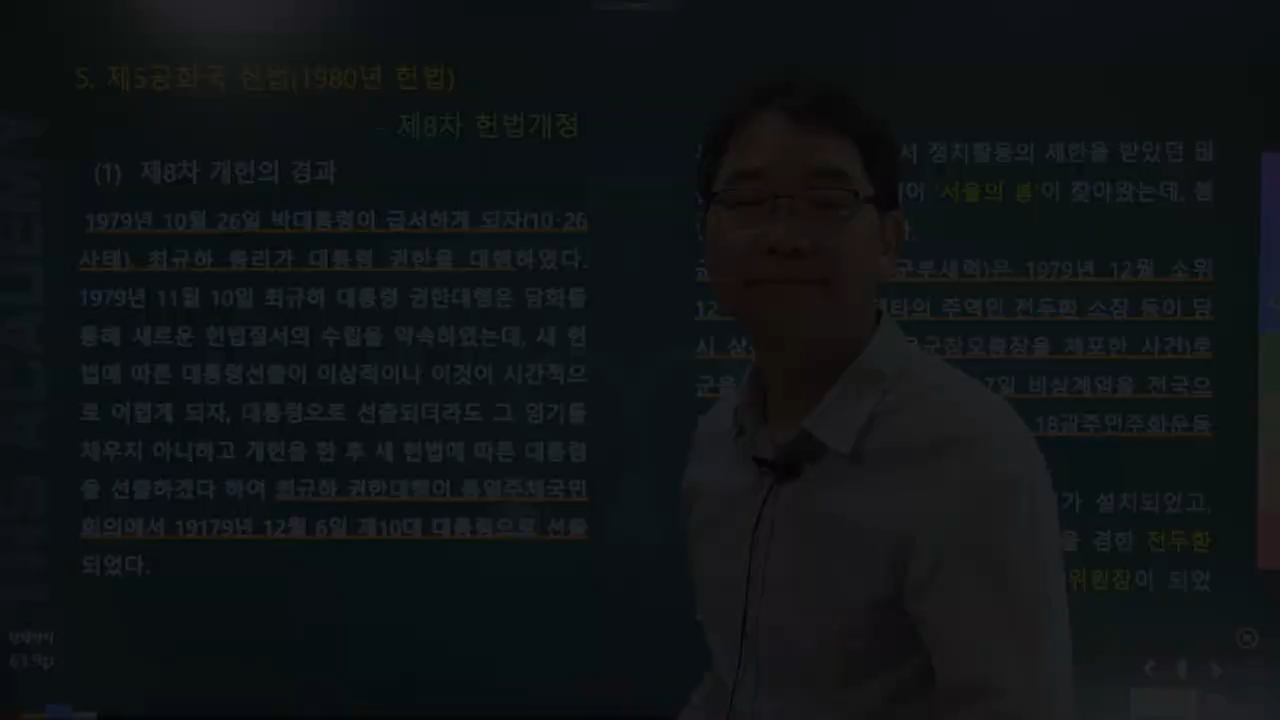 5. 제5공화국 헌법(1980년 헌법)
- 제8차 헌법개정
(1) 제8차 개헌의 경과
1979년 10월 26일 박대통령이 급서하게 되자(10·26
사태), 최규하 총리가 대통령 권한을 대행하였다.
1979년 11월 10일 최규하 대통령 권한대행은 담화를
통해 새로운 헌법질서의 수립을 약속하였는데, 새 헌
법에 따른 대통령선출이 이상적이나 이것이 시간적으
로 어렵게 되자, 대통령으로 선출되더라도 그 임기를
채우지 아니하고 개헌을 한 후 새 헌법에 따른 대통령
을 선출하겠다 하여 최규하 권한대행이 통일주체국민
회의에서 19179년 12월 6일 제10대 대통령으로 선출
되었다.
서 정치활동의 제한을 받았던
이 '서울의 봄'이 찾아왔는데, 봄
군부세력)은 1979년 12월 소위
12 타의 주역인 전두환 소장 등이 당
시 육군참모총장을 체포한 사건)로
군을 7일 비상계엄을 전국으
18광주민주화운동
가 설치되었고,
을 겸한 전두환
위원장이 되었
ACADEMY